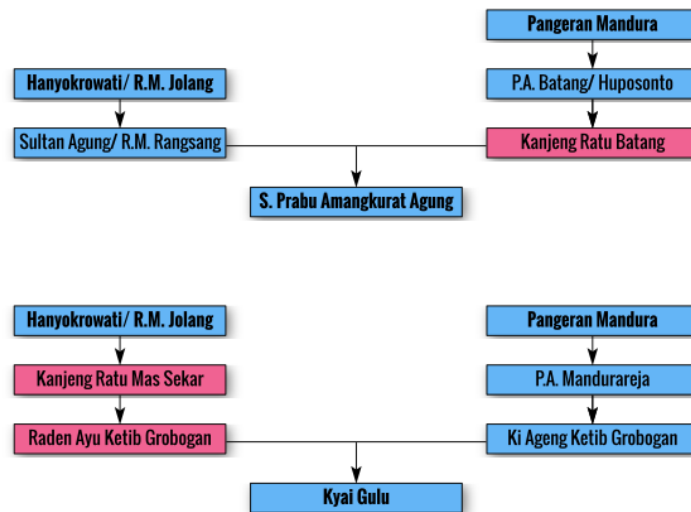 Pangeran Mandura
Hanyokrowati/ R.M. Jolang
P.A. Batang/ Huposonto
Sultan Agung/ R.M. Rangsang
Kanjeng Ratu Batang
S. Prabu Amangkurat Agung
Hanyokrowati/ R.M. Jolang
Pangeran Mandura
Kanjeng Ratu Mas Sekar
P.A. Mandurareja
Raden Ayu Ketib Grobogan
Ki Ageng Ketib Grobogan
Kyai Gulu